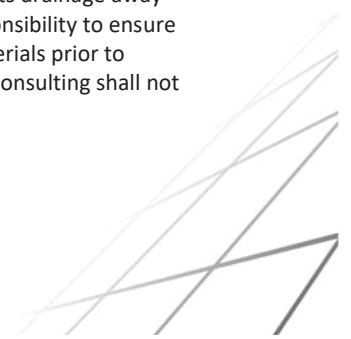 ts drainage away
onsibility to ensure
erials prior to
onsulting shall not